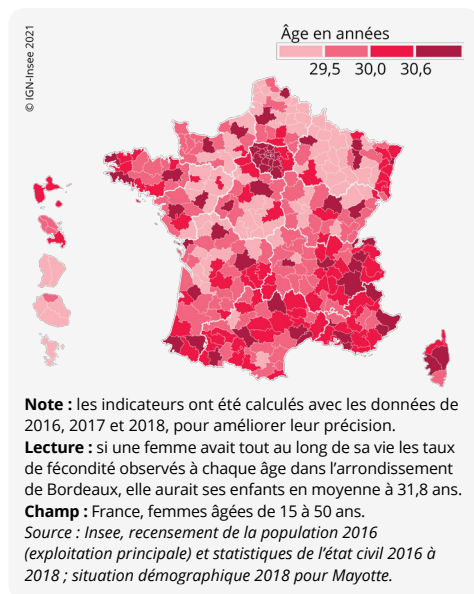 © IGN-Insee 2021
Âge en années
29,5 30,0 30,6
Note : les indicateurs ont été calculés avec les données de
2016, 2017 et 2018, pour améliorer leur précision.
Lecture : si une femme avait tout au long de sa vie les taux
de fécondité observés à chaque âge dans l’arrondissement
de Bordeaux, elle aurait ses enfants en moyenne à 31,8 ans.
Champ : France, femmes âgées de 15 à 50 ans.
Source : Insee, recensement de la population 2016
(exploitation principale) et statistiques de l’état civil 2016 à
2018 ; situation démographique 2018 pour Mayotte.